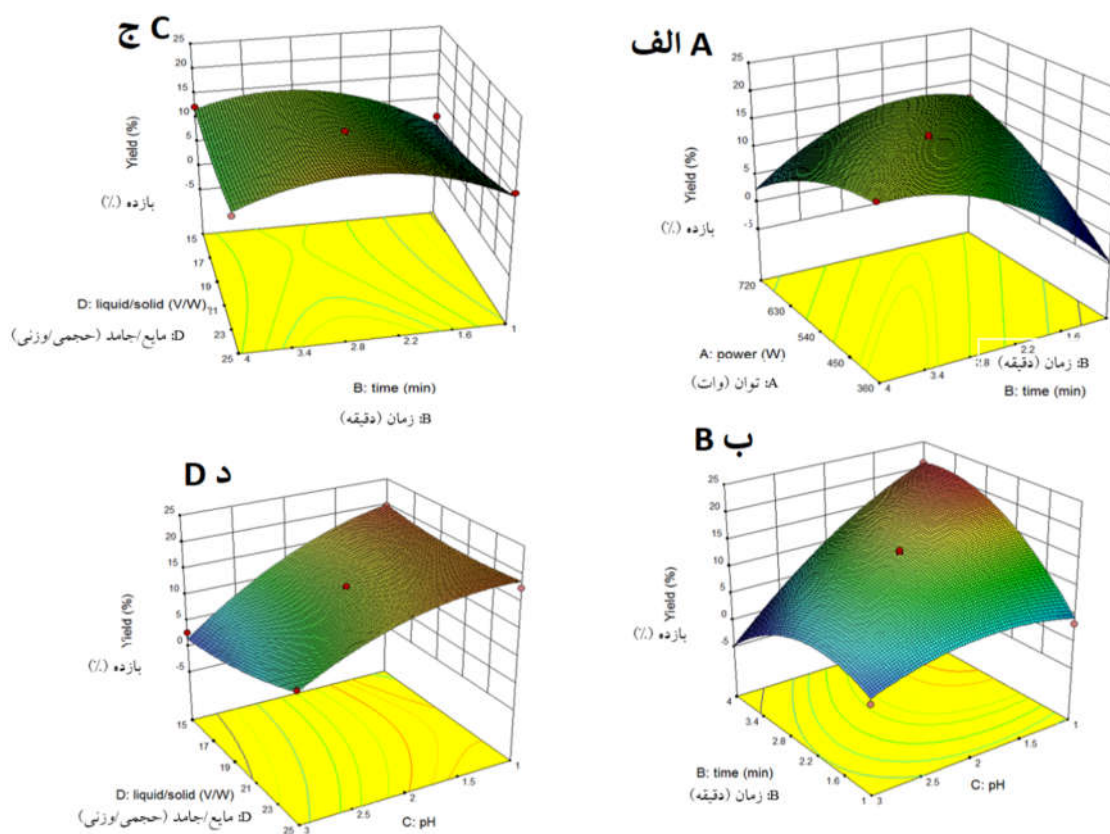 C ج
25
20
15
10
5
0
-5
Yield (%)
بازده (٪)
15
17
19
21
23
25
D: liquid/solid (V/W)
D: مایع/جامد (حجمی/وزنی)
4
3.4
2.8
2.2
1.6
1
B: time (min)
B: زمان (دقیقه)
A الف
25
20
15
10
5
0
-5
Yield (%)
بازده (٪)
720
630
540
450
360
A: power (W)
A: توان (وات)
4
3.4
2.8
2.2
1.6
B: زمان (دقیقه)
B: time (min)
D د
25
20
15
10
5
0
-5
Yield (%)
بازده (٪)
15
17
19
21
23
25
D: liquid/solid (V/W)
D: مایع/جامد (حجمی/وزنی)
3
2.5
2
1.5
1
C: pH
B ب
25
20
15
10
5
0
-5
Yield (%)
بازده (٪)
4
3.4
2.8
2.2
1.6
1
B: time (min)
B: زمان (دقیقه)
3
2.5
2
1.5
1
C: pH